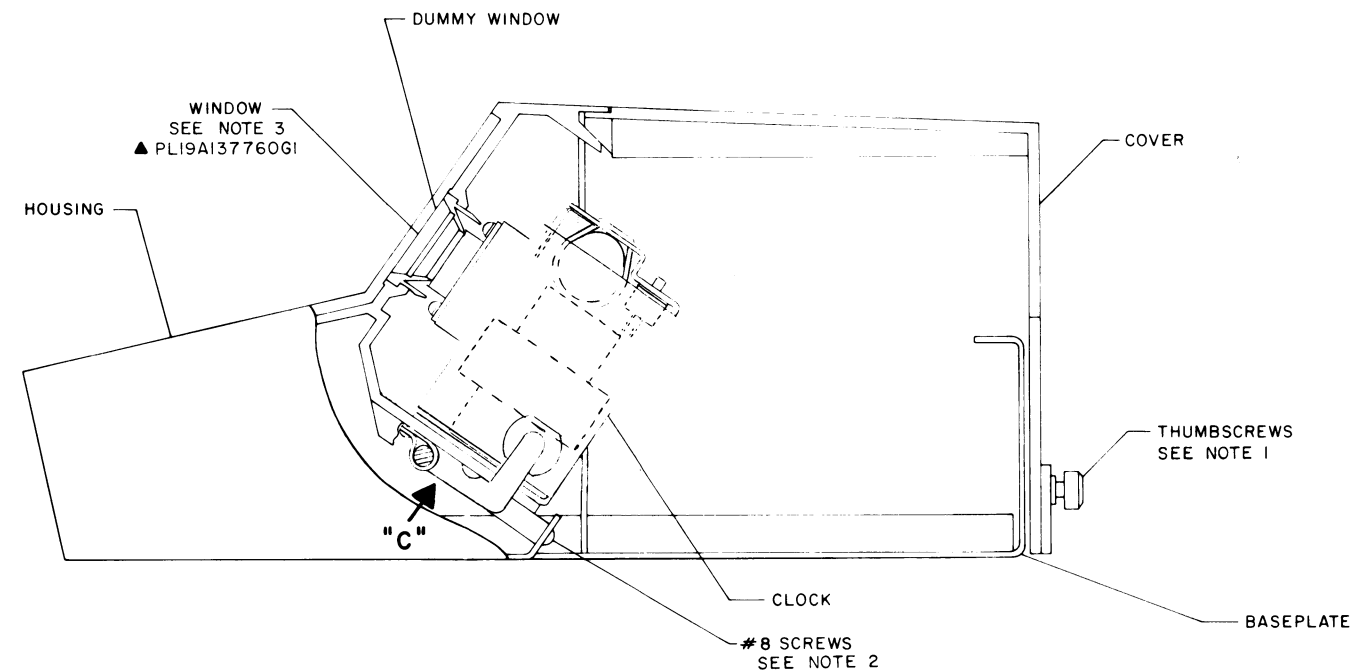 DUMMY WINDOW
WINDOW
SEE NOTE 3
▲ PL19A137760G1
COVER
HOUSING
THUMBSCREWS
SEE NOTE 1
"C"
CLOCK
BASEPLATE
#8 SCREWS
SEE NOTE 2